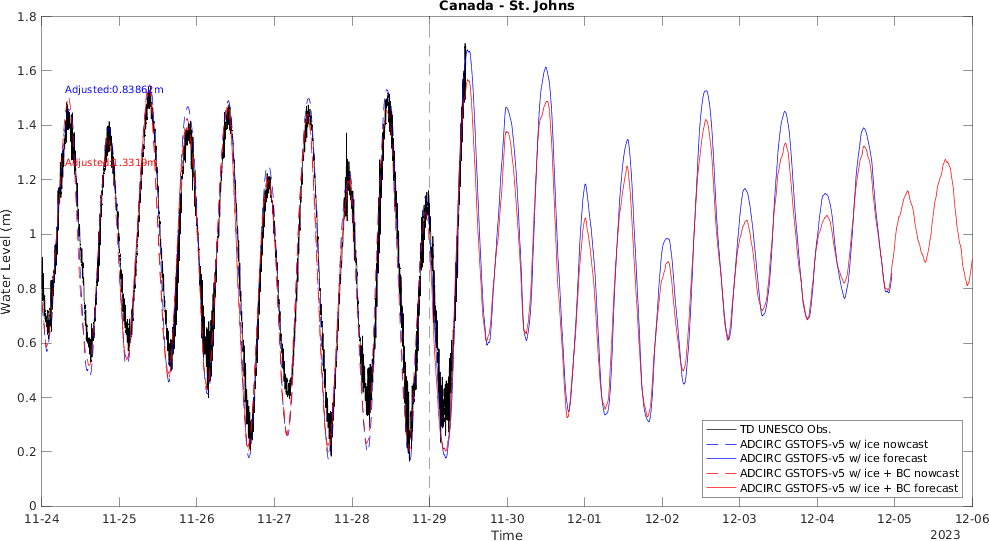 Canada - St. Johns
1.8
1.6
1.4
1.2
1
0.8
0.6
0.4
0.2
0
Water Level (m)
Adjusted:1.3319m
TD UNESCO Obs.
ADCIRC GSTOFS-v5 w/ ice nowcast
ADCIRC GSTOFS-v5 w/ ice forecast
ADCIRC GSTOFS-v5 w/ ice + BC nowcast
ADCIRC GSTOFS-v5 w/ ice + BC forecast
11-24 11-25 11-26 11-27 11-28 11-29 11-30 12-01 12-02 12-03 12-04 12-05 12-06
Time
2023